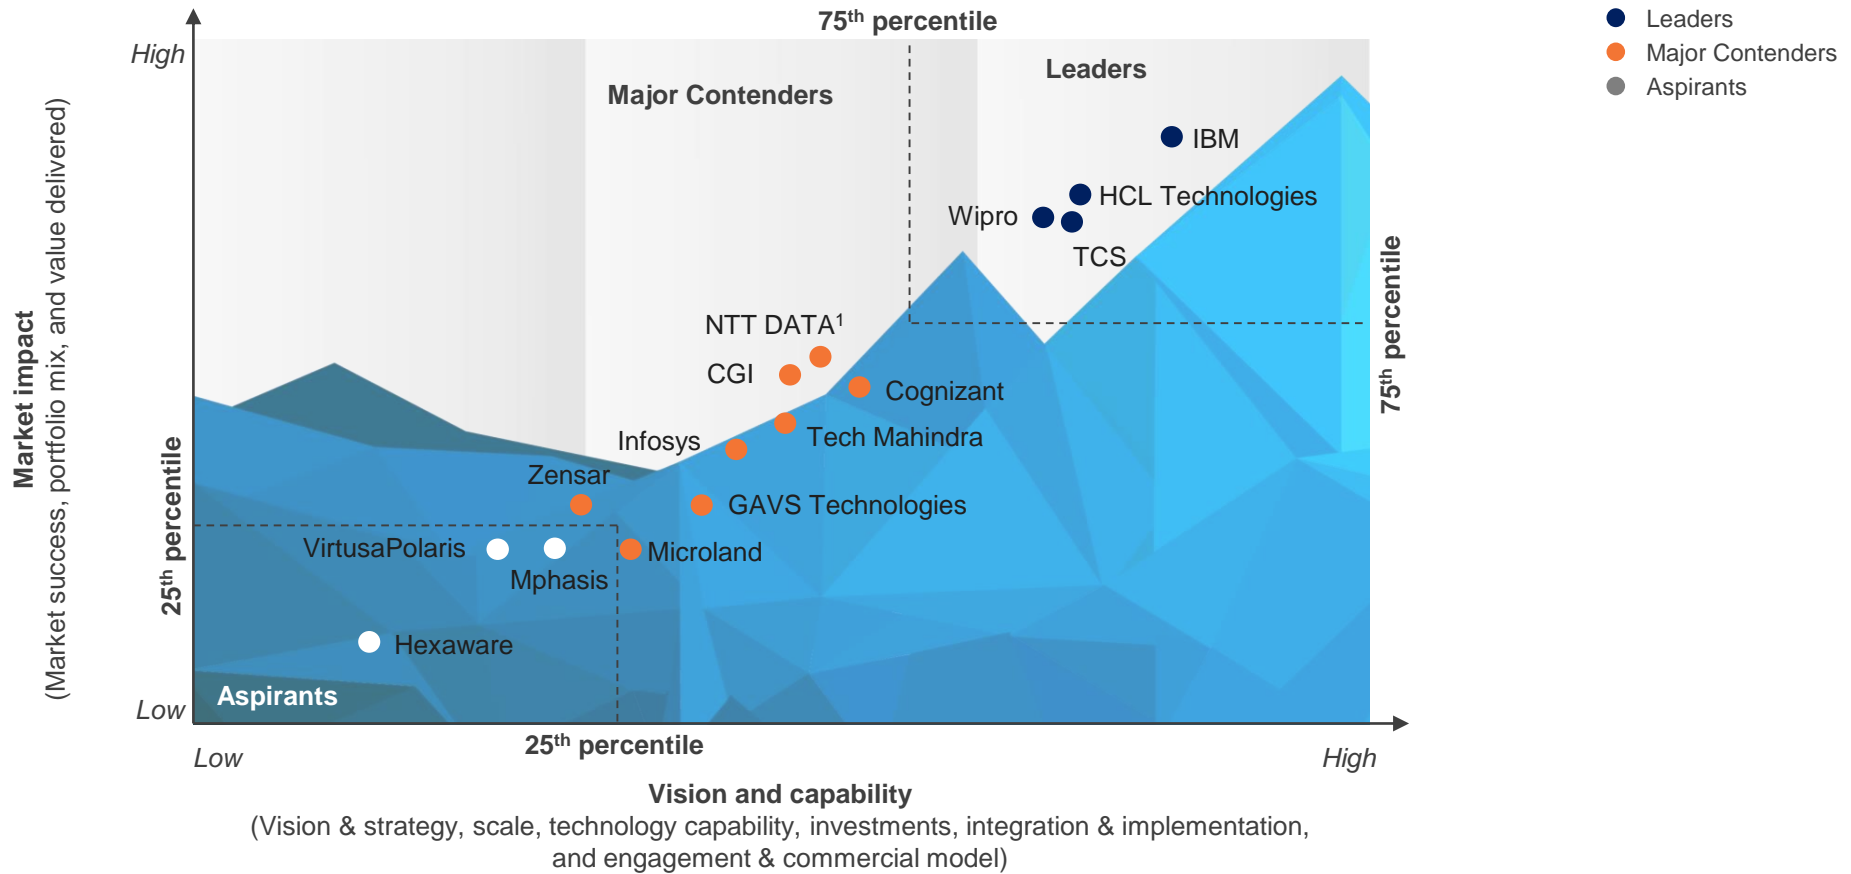 75th percentile
Leaders
Major Contenders
Aspirants
High
Leaders
Major Contenders
IBM
HCL Technologies
Wipro
TCS
NTT DATA1
CGI
Cognizant
Infosys
Tech Mahindra
Zensar
GAVS Technologies
VirtusaPolaris
Microland
Mphasis
Hexaware
Aspirants
Market impact
(Market success, portfolio mix, and value delivered)
25th percentile
75th percentile
Low
25th percentile
Low
High
Vision and capability
(Vision & strategy, scale, technology capability, investments, integration & implementation,
and engagement & commercial model)